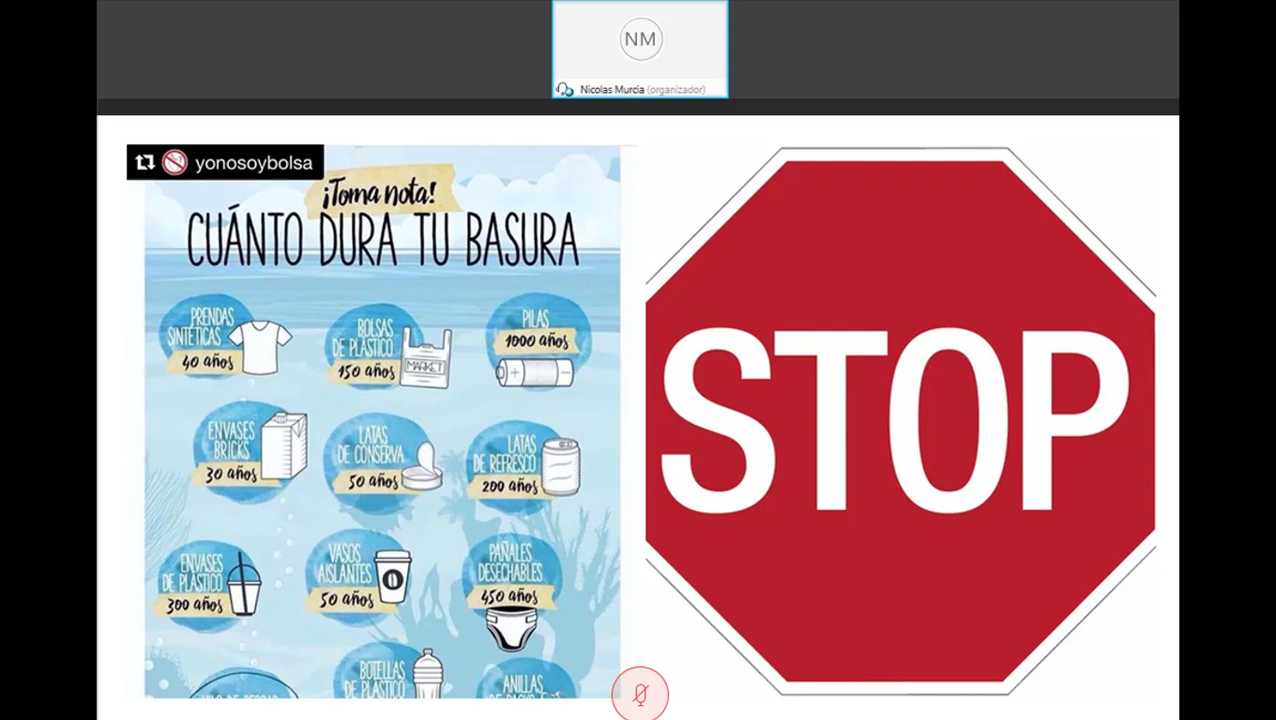 NM
Nicolas Murcia (organizador)
yonosoybolsa
¡Toma nota!
CUÁNTO DURA TU BASURA
PRENDAS
SINTÉTICAS
40 años
BOLSAS
DE PLÁSTICO
150 años
MARKET
PILAS
1000 años
ENVASES
BRICKS
30 años
LATAS
DE CONSERVA
50 años
LATAS
DE REFRESCO
200 años
ENVASES
DE PLÁSTICO
300 años
VASOS
AISLANTES
50 años
PAÑALES
DESECHABLES
450 años
BOTELLAS
DE PLÁSTICO
ANILLAS
STOP